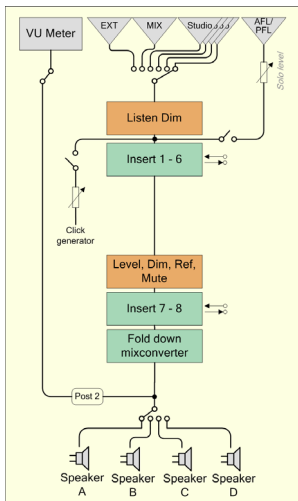 VU Meter
EXT
MIX
Studio
AFL/
PFL
Solo level
Listen Dim
Insert 1 - 6
Click
generator
Level, Dim, Ref,
Mute
Insert 7 - 8
Fold down
mixconverter
Post 2
Speaker
A
Speaker
B
Speaker
C
Speaker
D